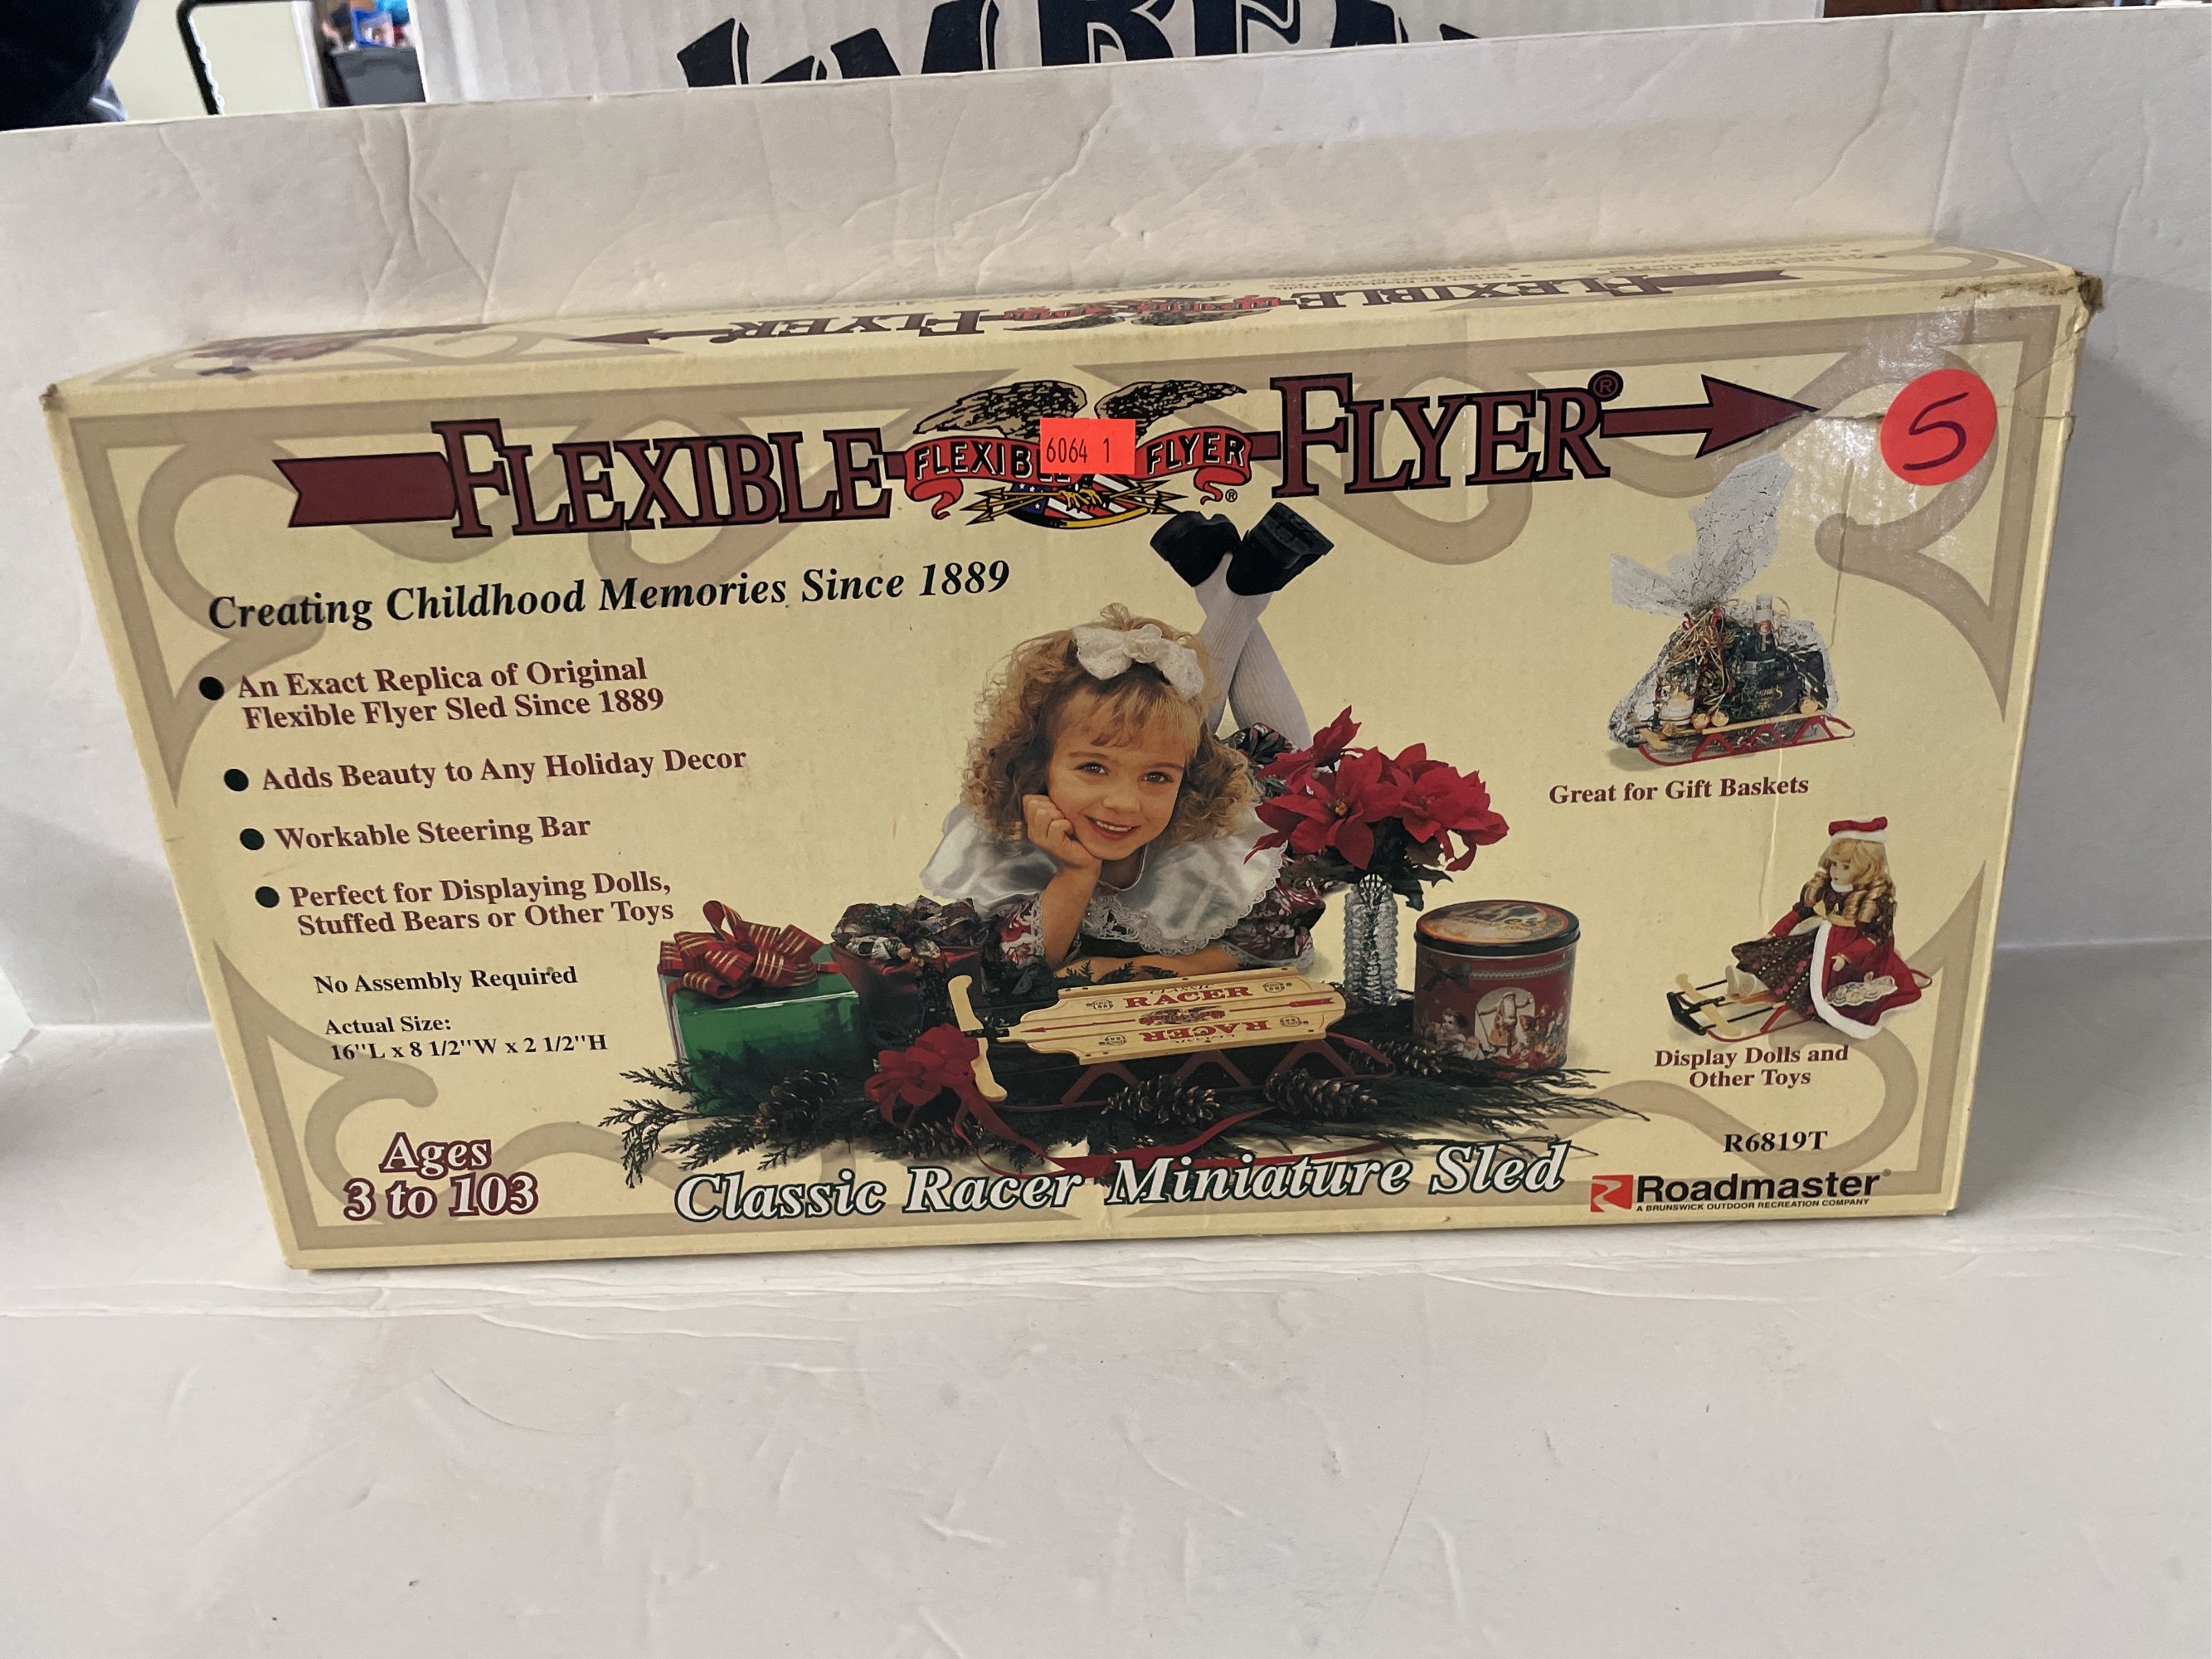 FLEXIBLE FLYER
FLEXIBLE FLYER®
6064 1
FLEXIBLE FLYER ®
S
Creating Childhood Memories Since 1889
● An Exact Replica of Original
Flexible Flyer Sled Since 1889
● Adds Beauty to Any Holiday Decor
● Workable Steering Bar
● Perfect for Displaying Dolls,
Stuffed Bears or Other Toys
No Assembly Required
Actual Size:
16"L x 8 1/2"W x 2 1/2"H
Ages
3 to 103
RACER
RACER
Great for Gift Baskets
Display Dolls and
Other Toys
Classic Racer Miniature Sled
R6819T
Roadmaster®
A BRUNSWICK OUTDOOR RECREATION COMPANY